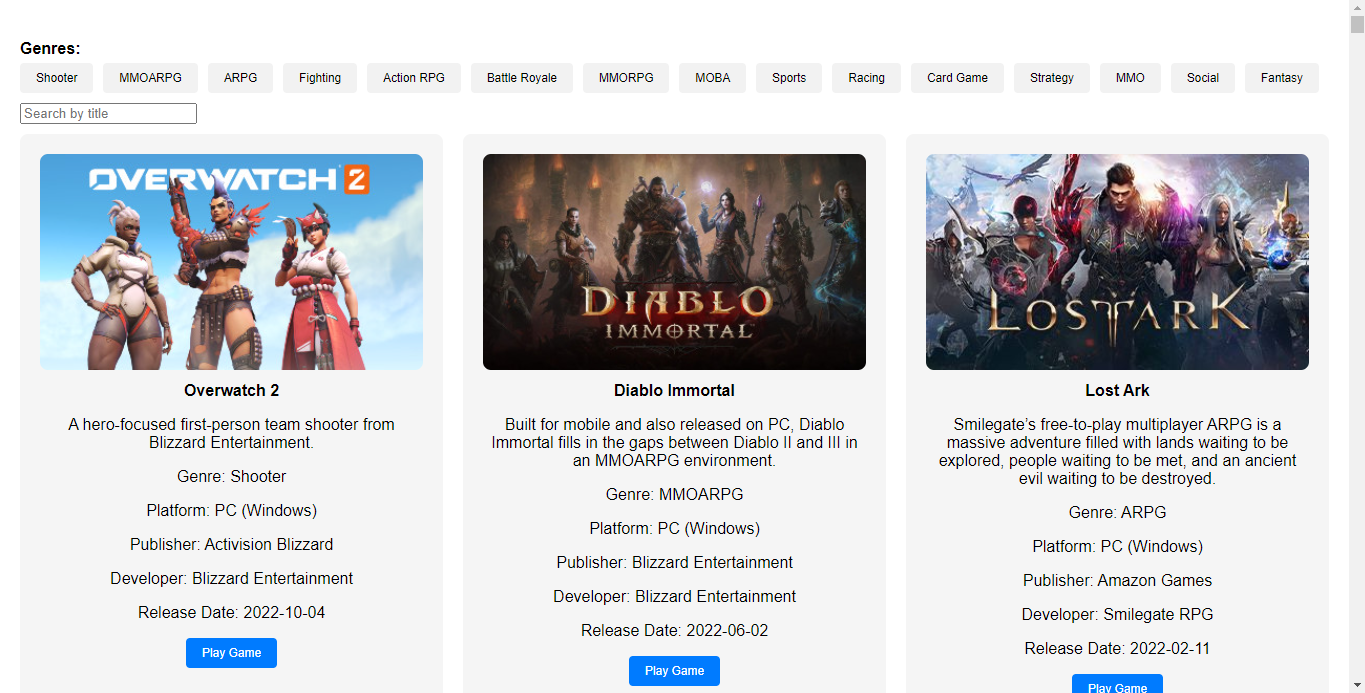 Genres:
Shooter MMOARPG ARPG Fighting Action RPG Battle Royale MMORPG MOBA Sports Racing Card Game Strategy MMO Social Fantasy
Search by title
OVERWATCH 2
Overwatch 2
A hero-focused first-person team shooter from
Blizzard Entertainment.
Genre: Shooter
Platform: PC (Windows)
Publisher: Activision Blizzard
Developer: Blizzard Entertainment
Release Date: 2022-10-04
Play Game
DIABLO
IMMORTAL
Diablo Immortal
Built for mobile and also released on PC, Diablo
Immortal fills in the gaps between Diablo II and III in
an MMOARPG environment.
Genre: MMOARPG
Platform: PC (Windows)
Publisher: Blizzard Entertainment
Developer: Blizzard Entertainment
Release Date: 2022-06-02
Play Game
LOST ARK
Lost Ark
Smilegate’s free-to-play multiplayer ARPG is a
massive adventure filled with lands waiting to be
explored, people waiting to be met, and an ancient
evil waiting to be destroyed.
Genre: ARPG
Platform: PC (Windows)
Publisher: Amazon Games
Developer: Smilegate RPG
Release Date: 2022-02-11
Play Game